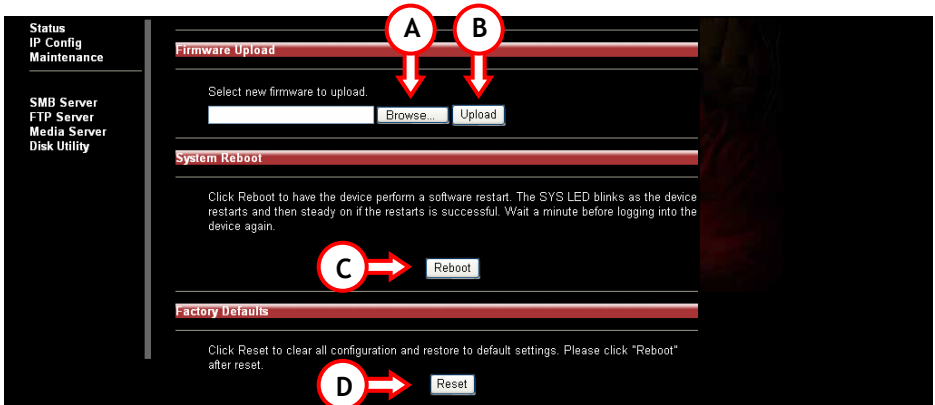 Status
IP Config
Maintenance
SMB Server
FTP Server
Media Server
Disk Utility
A B
Firmware Upload
Select new firmware to upload.
Browse... Upload
System Reboot
Click Reboot to have the device perform a software restart. The SYS LED blinks as the device
restarts and then steady on if the restarts is successful. Wait a minute before logging into the
device again.
C Reboot
Factory Defaults
Click Reset to clear all configuration and restore to default settings. Please click "Reboot"
after reset.
D Reset